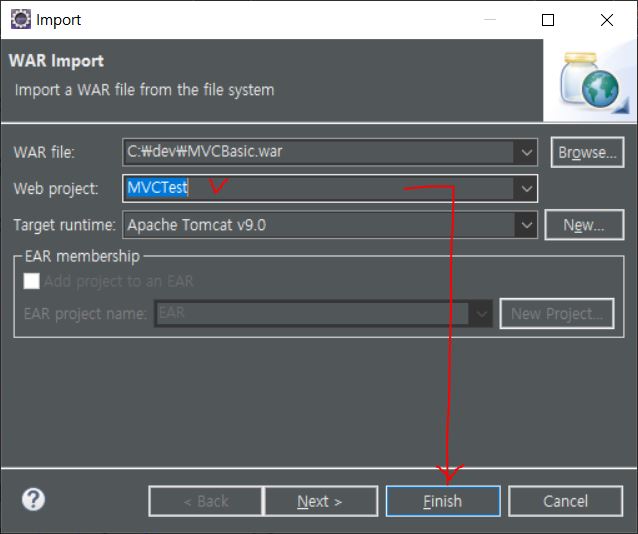 Import
WAR Import
Import a WAR file from the file system
WAR file: C:₩dev₩MVCBasic.war Browse...
Web project: MVCTest
Target runtime: Apache Tomcat v9.0 New...
EAR membership
Add project to an EAR
EAR project name: EAR New Project...
? < Back Next > Finish Cancel